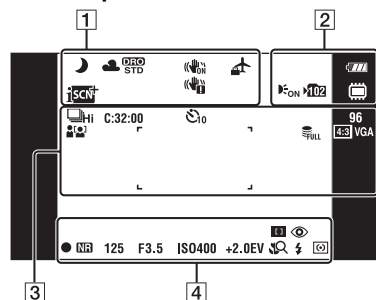 1 2
DRO
STD
ON
iSCN+
ON 102
Hi C:32:00 10 FULL 96
4:3 VGA
NR 125 F3.5 ISO400 +2.0EV
3 4